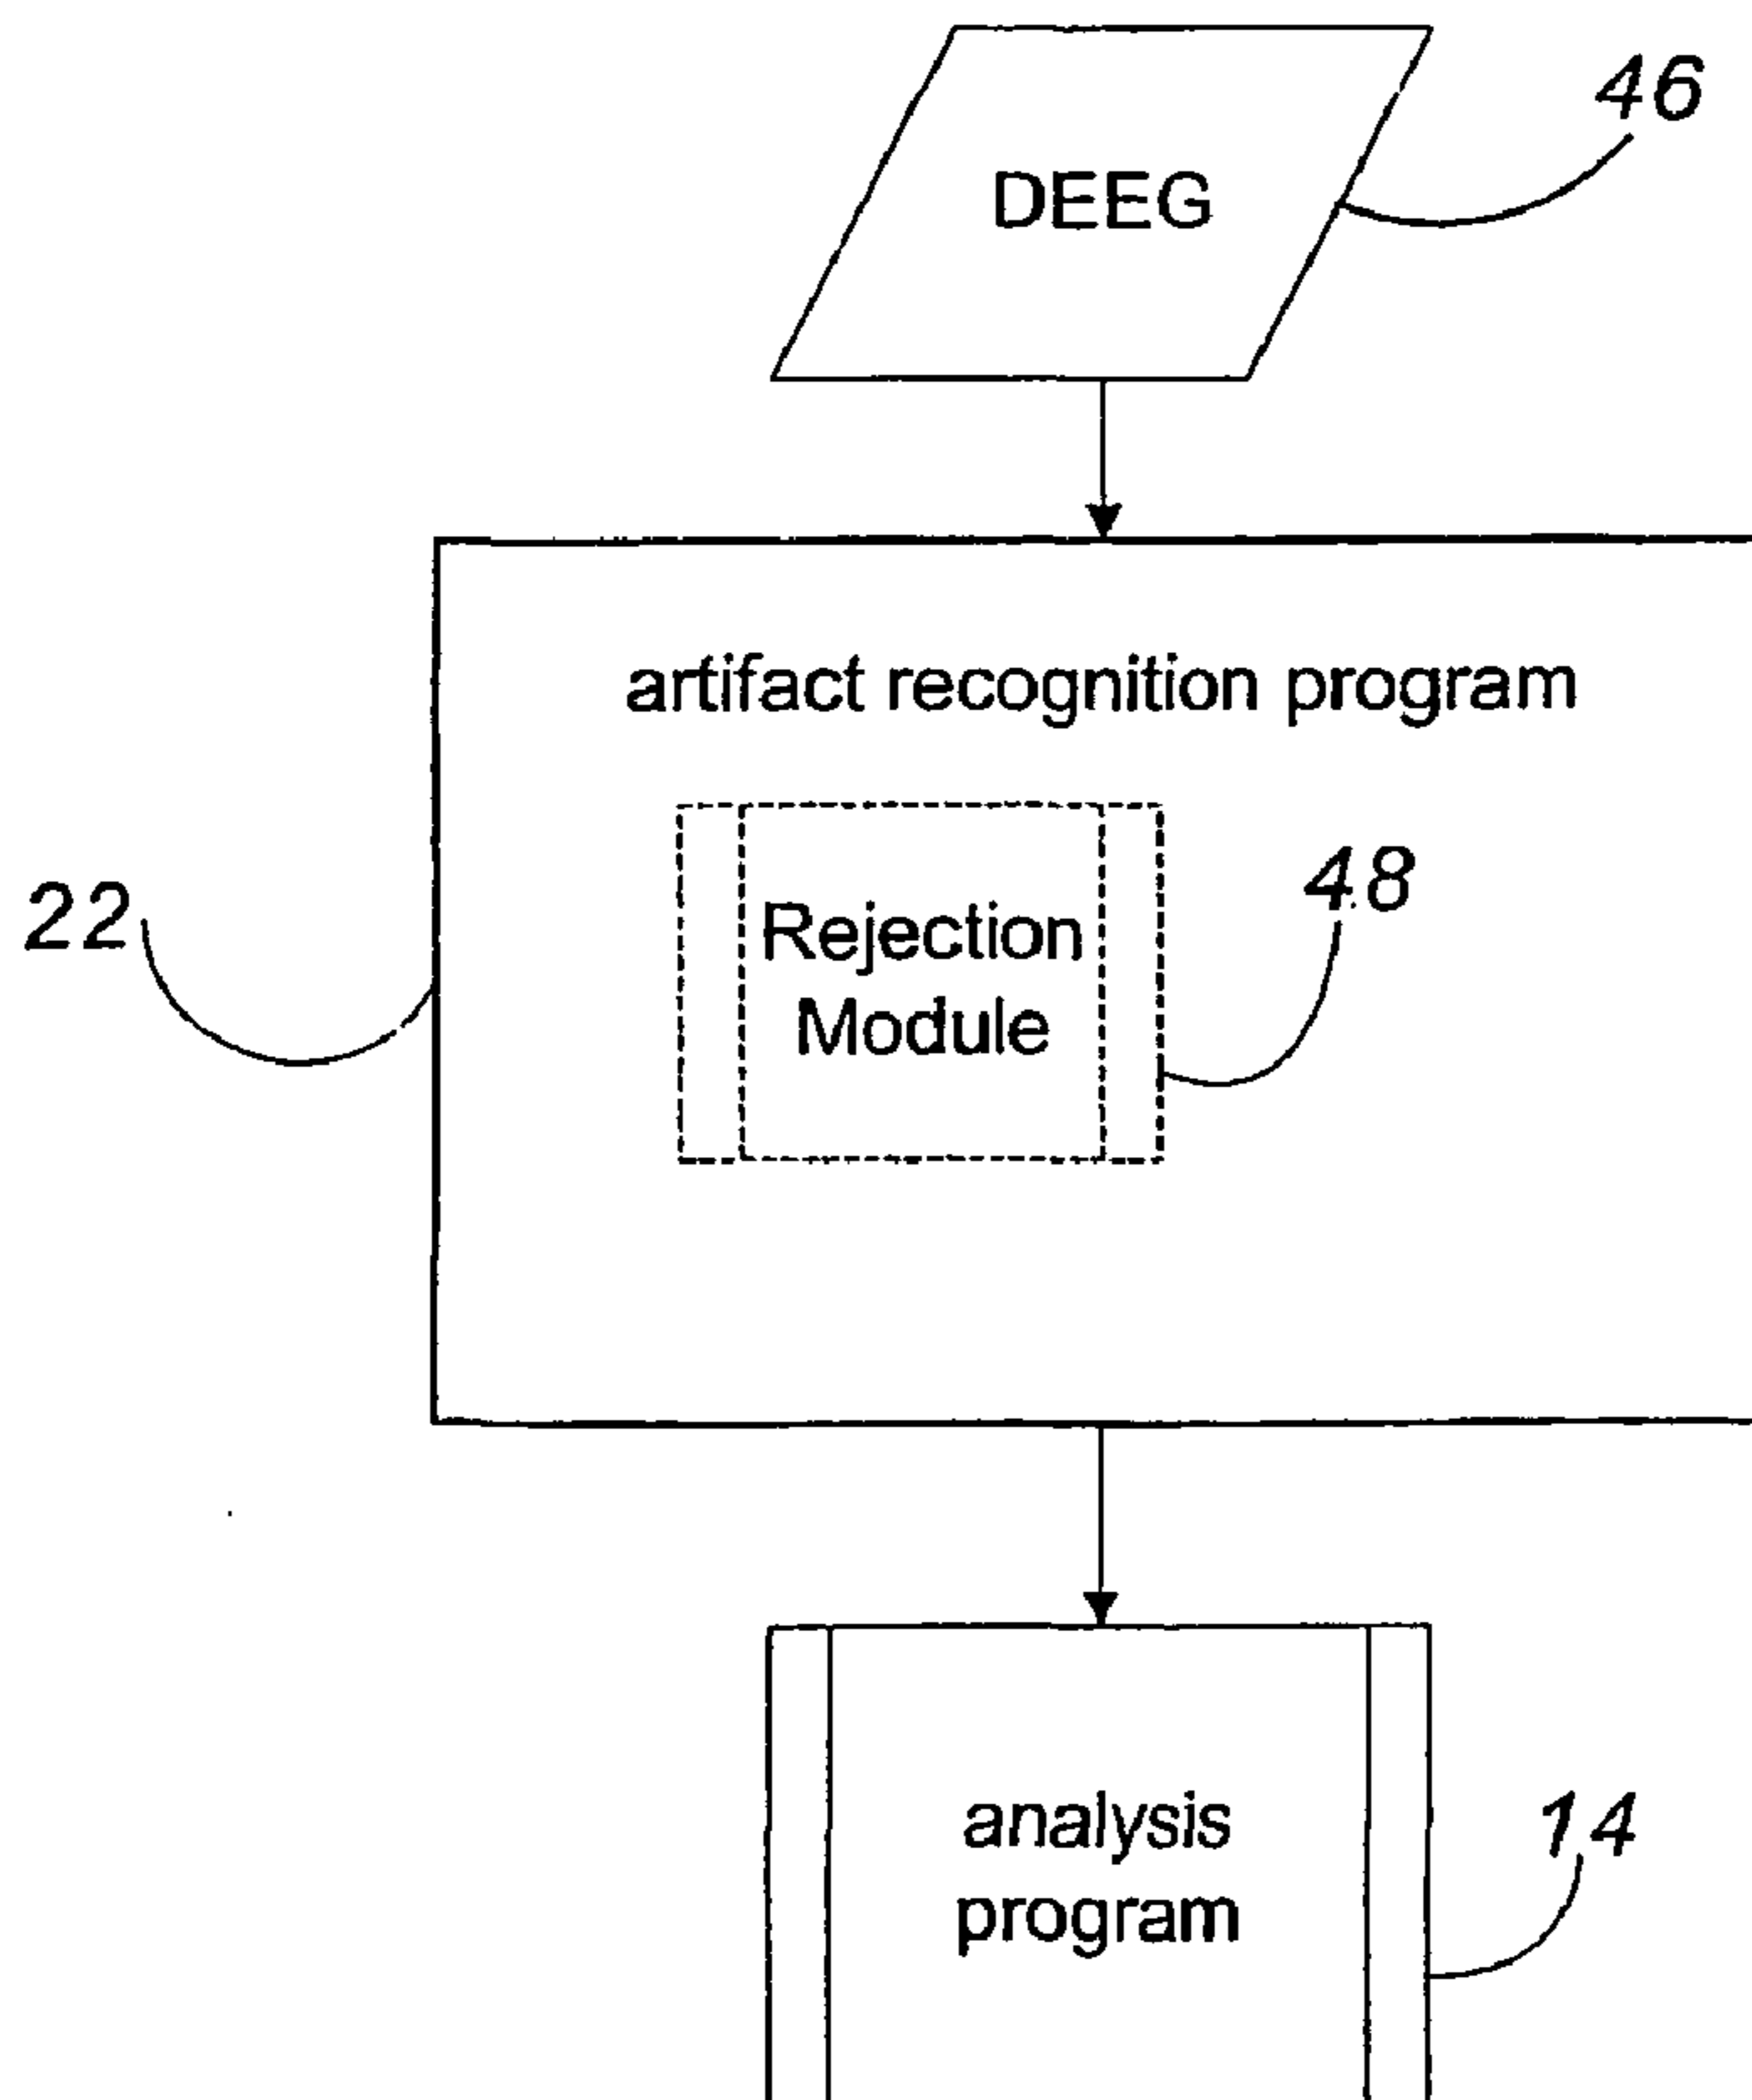 46
DEEG
artifact recognition program
22
48
Rejection
Module
analysis
program
14